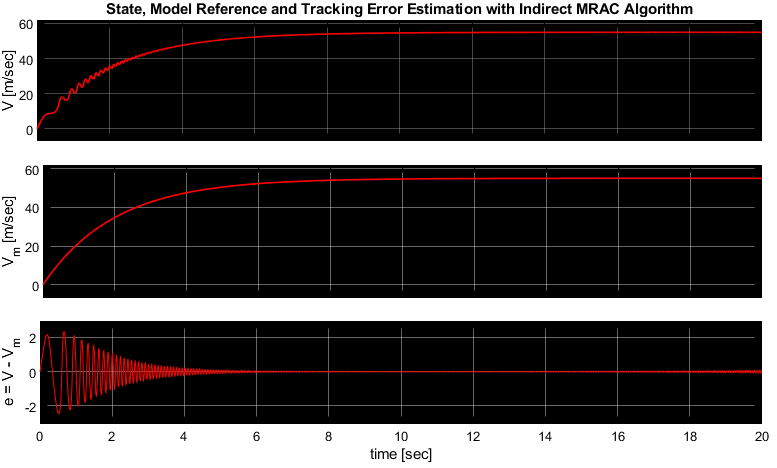 State, Model Reference and Tracking Error Estimation with Indirect MRAC Algorithm
V [m/sec]
60
40
20
0
V_m [m/sec]
60
40
20
0
e = V - V_m
2
0
-2
0 2 4 6 8 10 12 14 16 18 20
time [sec]